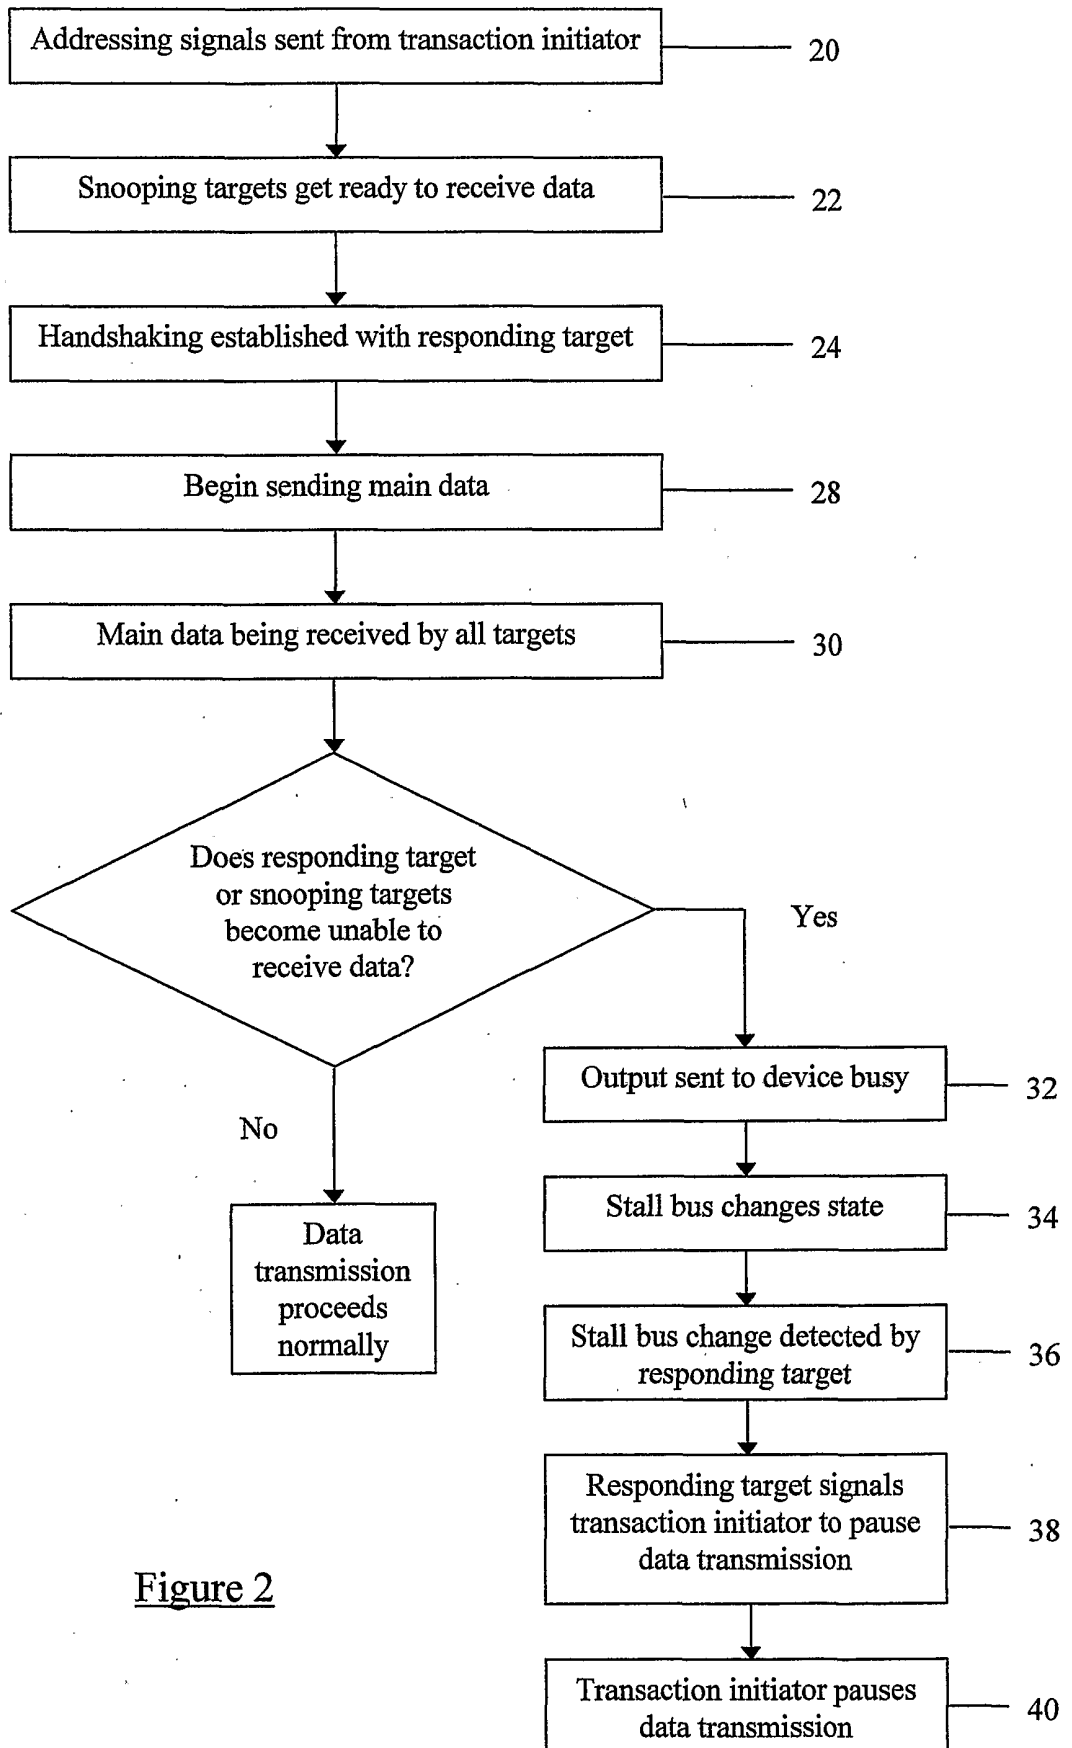 Addressing signals sent from transaction initiator
20
Snooping targets get ready to receive data
22
Handshaking established with responding target
24
Begin sending main data
28
Main data being received by all targets
30
Does responding target
or snooping targets
become unable to
receive data?
Yes
No
Output sent to device busy
32
Stall bus changes state
34
Data
transmission
proceeds
normally
Stall bus change detected by
responding target
36
Responding target signals
transaction initiator to pause
data transmission
38
Figure 2
Transaction initiator pauses
data transmission
40